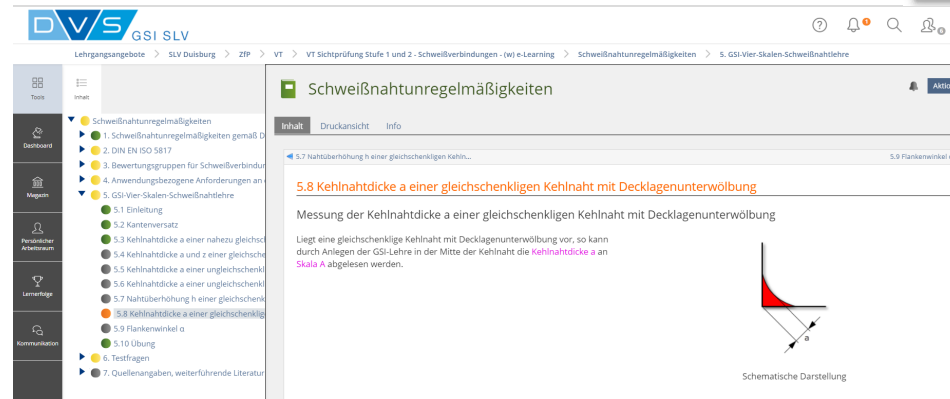 DVS
GSI SLV
Lehrgangsangebote > SLV Duisburg > ZfP > VT > VT Sichtprüfung Stufe 1 und 2 - Schweißverbindungen - (w) e-Learning > Schweißnahtunregelmäßigkeiten > 5. GSI-Vier-Skalen-Schweißnahtlehre
Tools
Inhalt
Dashboard
Magazin
Persönlicher
Arbeitsraum
Lernerfolge
Kommunikation
Schweißnahtunregelmäßigkeiten
1. Schweißnahtunregelmäßigkeiten gemäß D
2. DIN EN ISO 5817
3. Bewertungsgruppen für Schweißverbindur
4. Anwendungsbezogene Anforderungen an
5. GSI-Vier-Skalen-Schweißnahtlehre
5.1 Einleitung
5.2 Kantenversatz
5.3 Kehlnahtdicke a einer nahezu gleichsc
5.4 Kehlnahtdicke a und z einer gleichsche
5.5 Kehlnahtdicke a einer ungleichschenkl
5.6 Kehlnahtdicke a einer ungleichschenkl
5.7 Nahtüberhöhung h einer gleichschenk
5.8 Kehlnahtdicke a einer gleichschenklig
5.9 Flankenwinkel α
5.10 Übung
6. Testfragen
7. Quellenangaben, weiterführende Literatur
Schweißnahtunregelmäßigkeiten
Aktio
Inhalt Druckansicht Info
5.7 Nahtüberhöhung h einer gleichschenkligen Kehln...
5.9 Flankenwinkel
5.8 Kehlnahtdicke a einer gleichschenkligen Kehlnaht mit Decklagenunterwölbung
Messung der Kehlnahtdicke a einer gleichschenkligen Kehlnaht mit Decklagenunterwölbung
Liegt eine gleichschenklige Kehlnaht mit Decklagenunterwölbung vor, so kann
durch Anlegen der GSI-Lehre in der Mitte der Kehlnaht die Kehlnahtdicke a an
Skala A abgelesen werden.
a
Schematische Darstellung